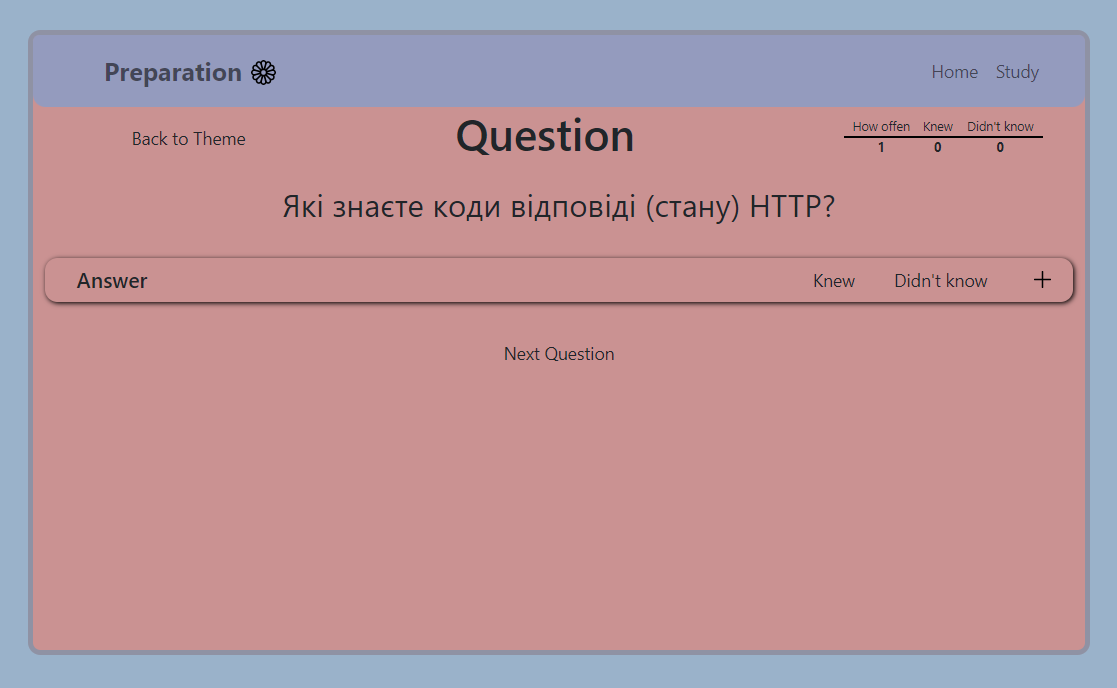 Preparation
Home Study
Back to Theme
Question
How offen Knew Didn't know
1 0 0
Які знаєте коди відповіді (стану) HTTP?
Answer Knew Didn't know +
Next Question